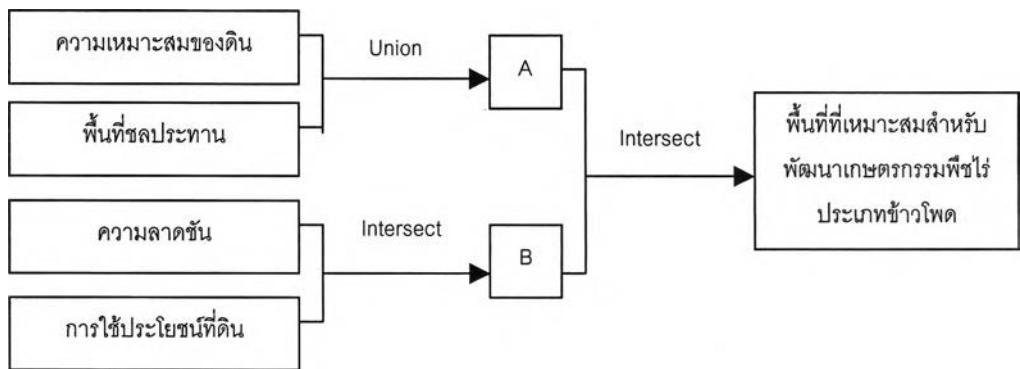 ความเหมาะสมของดิน
พื้นที่ชลประทาน
Union
A
ความลาดชัน
การใช้ประโยชน์ที่ดิน
Intersect
B
Intersect
พื้นที่ที่เหมาะสมสำหรับ
พัฒนาเกษตรกรรมพืชไร่
ประเภทข้าวโพด